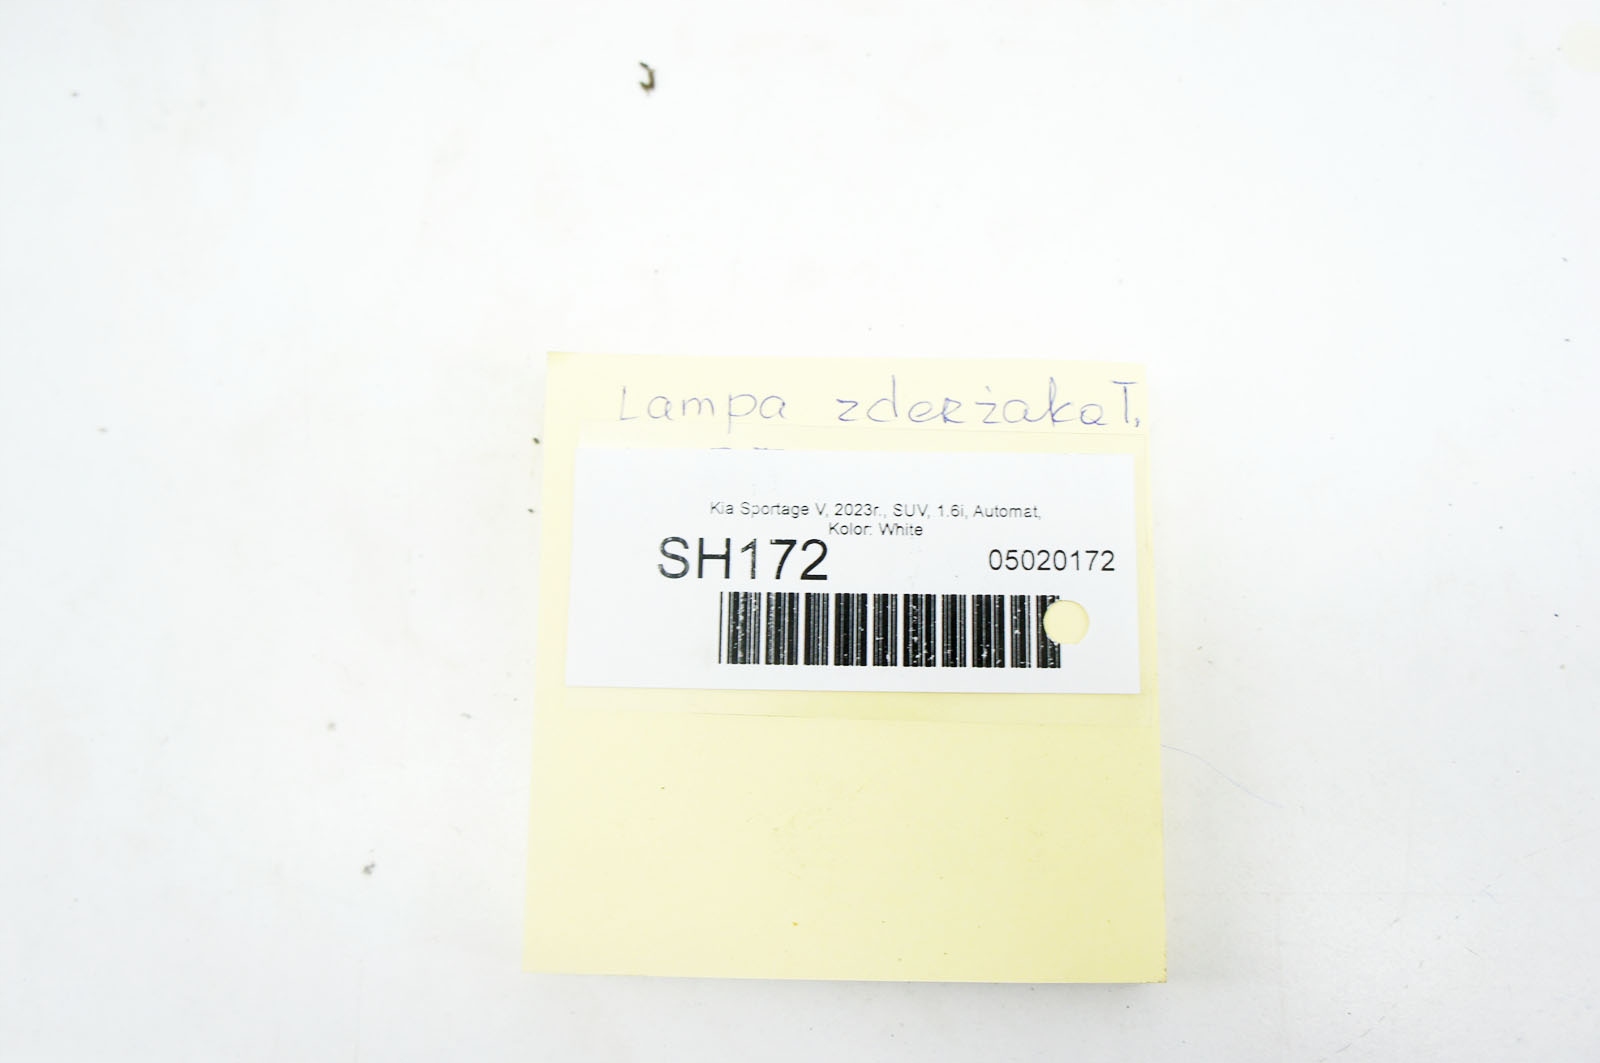 Lampa zderżaka T.
Kia Sportage V, 2023r., SUV, 1.6i, Automat,
Kolor: White
SH172 05020172